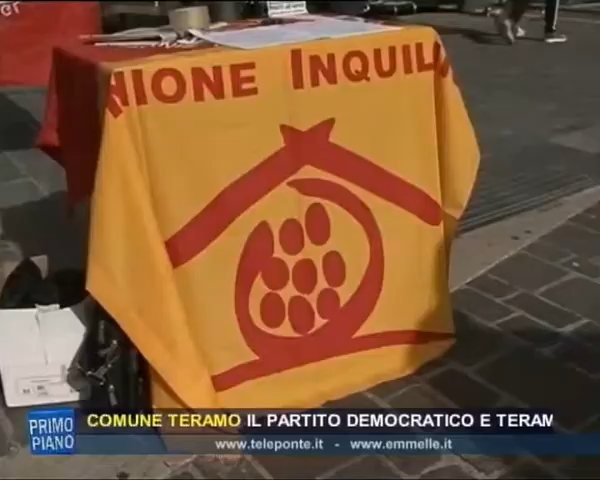 NIONE INQUIL
PRIMO
PIANO
COMUNE TERAMO IL PARTITO DEMOCRATICO E TERAM
www.teleponte.it - www.emmelle.it